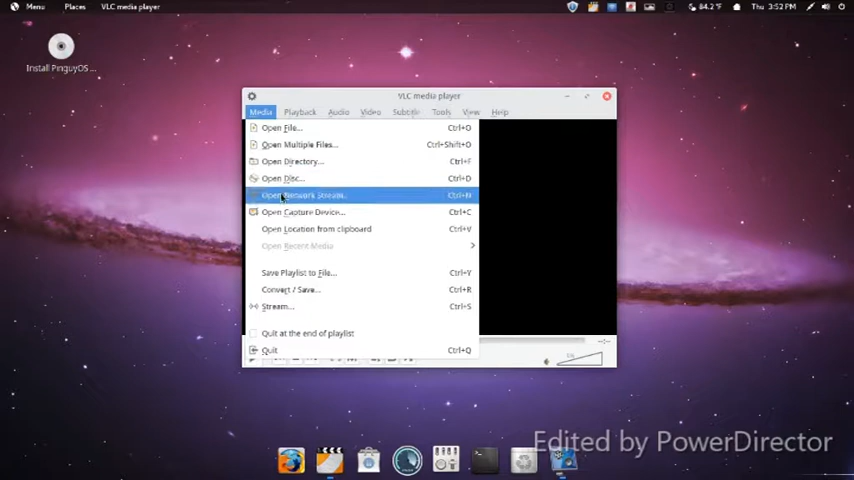 Menu Places VLC media player 84.2°F Thu 3:52 PM
Install PinguyOS ...
VLC media player
Media Playback Audio Video Subtitle Tools View Help
Open File... Ctrl+O
Open Multiple Files... Ctrl+Shift+O
Open Directory... Ctrl+F
Open Disc... Ctrl+D
Open Network Stream... Ctrl+N
Open Capture Device... Ctrl+C
Open Location from clipboard Ctrl+V
Open Recent Media
Save Playlist to File... Ctrl+Y
Convert / Save... Ctrl+R
Stream... Ctrl+S
--:--
Quit at the end of playlist
Quit Ctrl+Q
Edited by PowerDirector